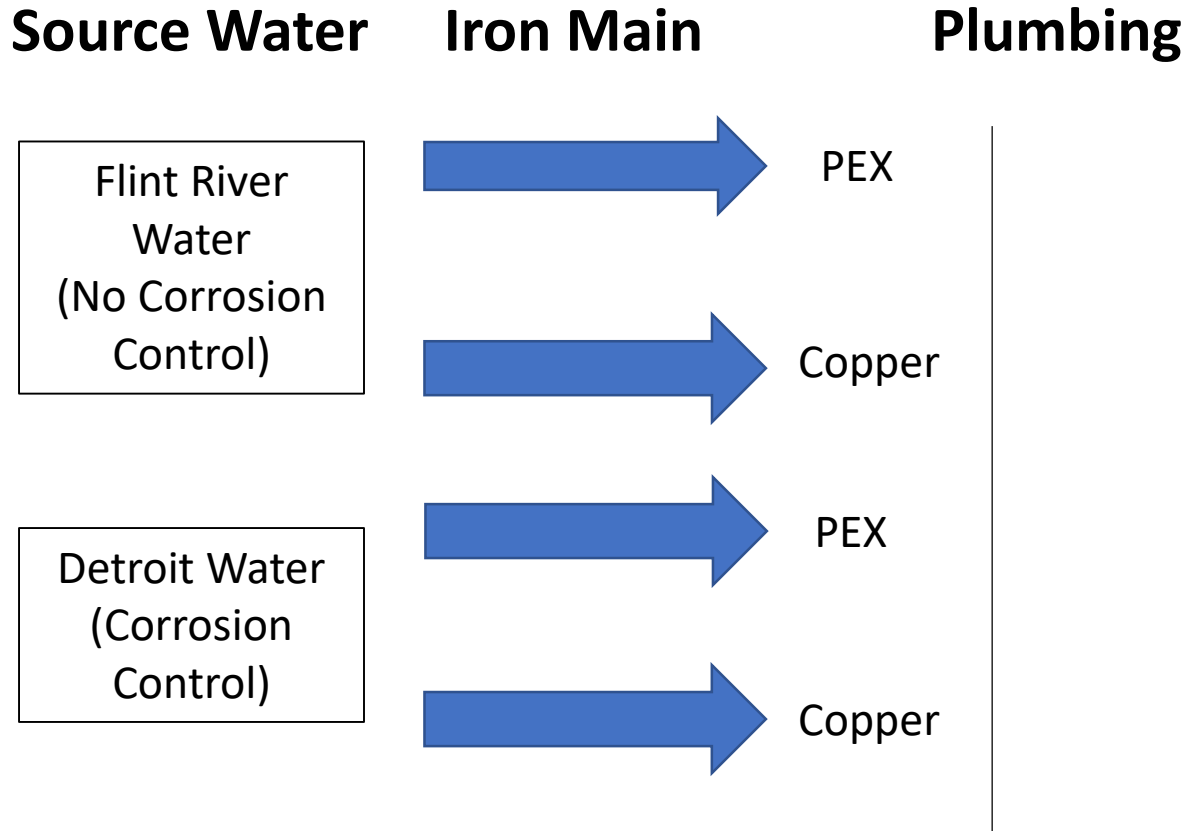 Source Water Iron Main Plumbing
Flint River
Water
(No Corrosion
Control)
PEX
Copper
Detroit Water
(Corrosion
Control)
PEX
Copper